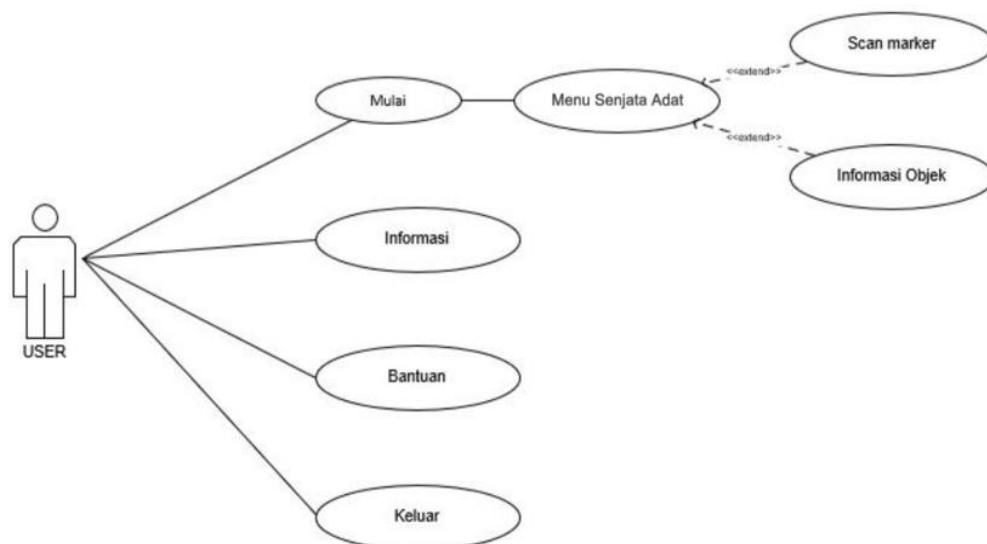 Scan marker
<<extend>>
Mulai
Menu Senjata Adat
<<extend>>
Informasi Objek
Informasi
USER
Bantuan
Keluar